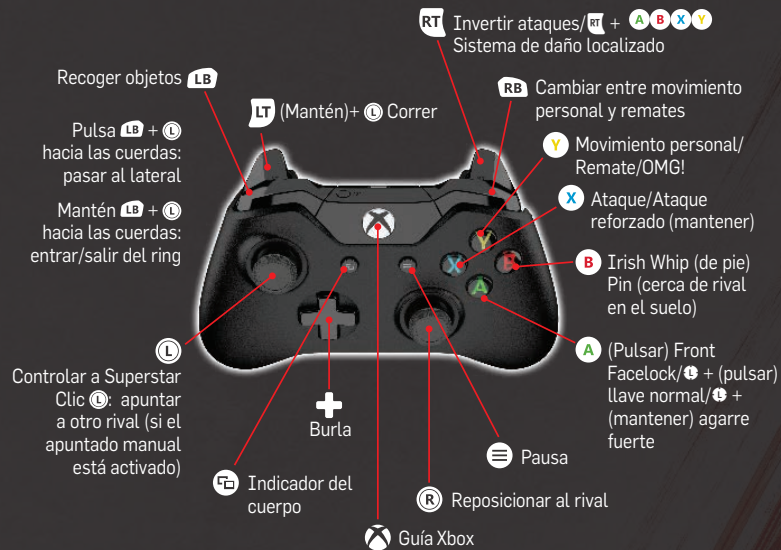 RT Invertir ataques/RT + A B X Y
Sistema de daño localizado
Recoger objetos LB
RB Cambiar entre movimiento
personal y remates
LT (Mantén)+ L Correr
Pulsa LB + L
hacia las cuerdas:
pasar al lateral
Y Movimiento personal/
Remate/OMG!
Mantén LB + L
hacia las cuerdas:
entrar/salir del ring
X Ataque/Ataque
reforzado (mantener)
Y
X
B
A
B Irish Whip (de pie)
Pin (cerca de rival
en el suelo)
L
Controlar a Superstar
Clic L: apuntar
a otro rival (si el
apuntado manual
está activado)
A (Pulsar) Front
Facelock/L + (pulsar)
llave normal/L +
(mantener) agarre
fuerte
Burla
Pausa
Indicador del
cuerpo
R Reposicionar al rival
Guía Xbox